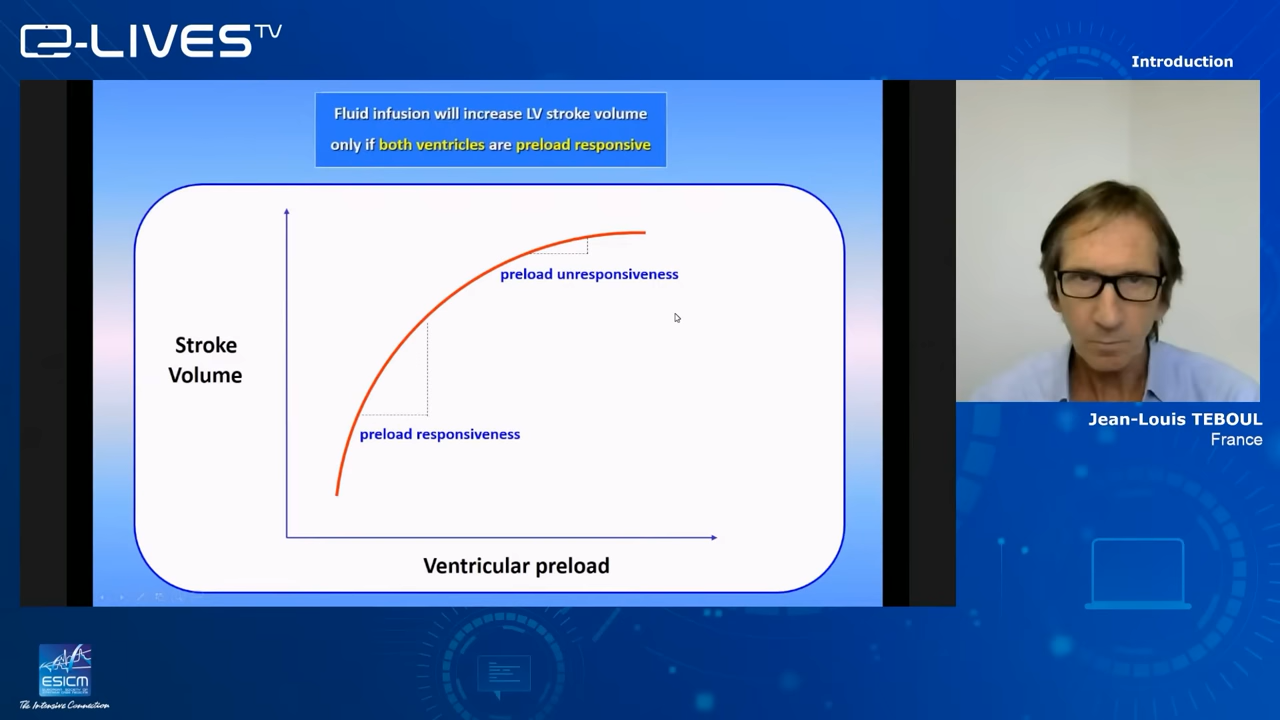 e-LIVES TV
Introduction
Fluid infusion will increase LV stroke volume
only if both ventricles are preload responsive
preload unresponsiveness
Stroke
Volume
preload responsiveness
Ventricular preload
Jean-Louis TEBOUL
France
ESICM
The Intensive Connection